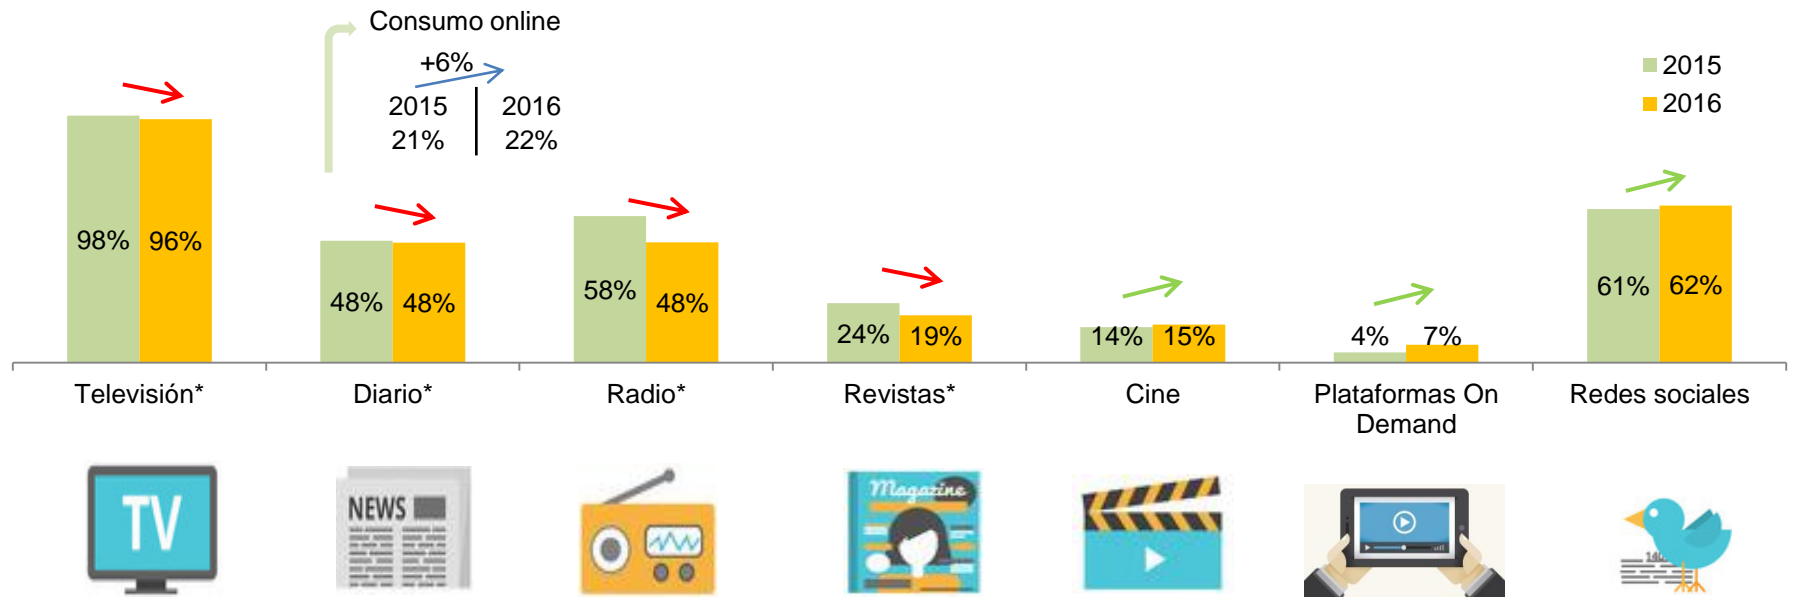 Consumo online
+6%
2015 2016
21% 22%
2015
2016
98% 96%
48% 48%
58% 48%
24% 19%
14% 15%
4% 7%
61% 62%
Televisión*
Diario*
Radio*
Revistas*
Cine
Plataformas On
Demand
Redes sociales
TV
NEWS
Magazine